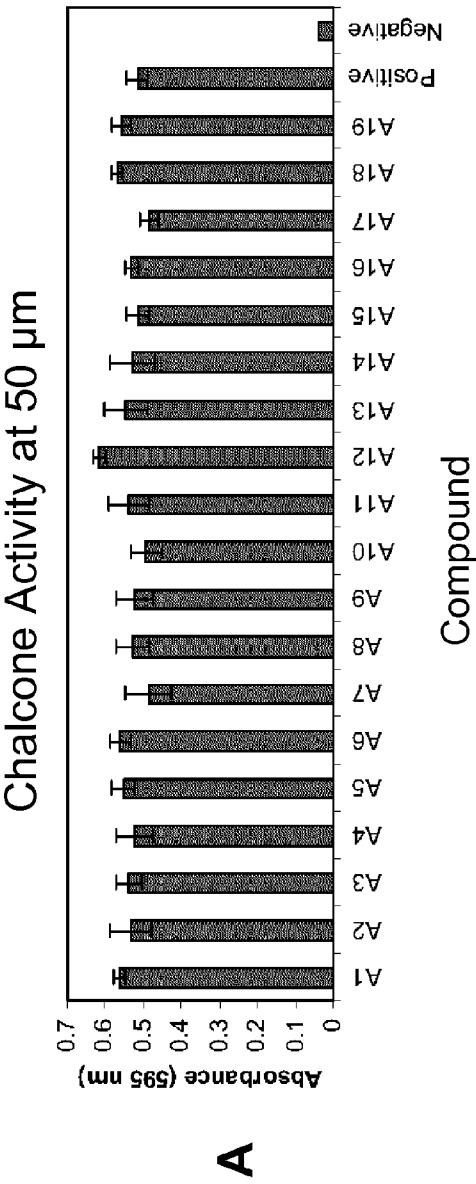 A
Chalcone Activity at 50 µm
Absorbance (595 nm)
0.7
0.6
0.5
0.4
0.3
0.2
0.1
0
A1
A2
A3
A4
A5
A6
A7
A8
A9
A10
A11
A12
A13
A14
A15
A16
A17
A18
A19
Positive
Negative
Compound